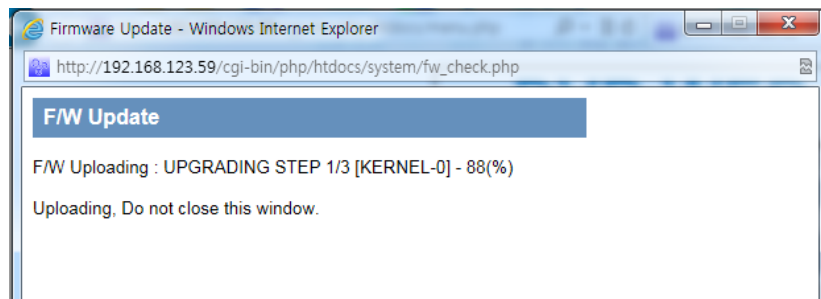 Firmware Update - Windows Internet Explorer
http://192.168.123.59/cgi-bin/php/htdocs/system/fw_check.php
F/W Update
F/W Uploading : UPGRADING STEP 1/3 [KERNEL-0] - 88(%)
Uploading, Do not close this window.